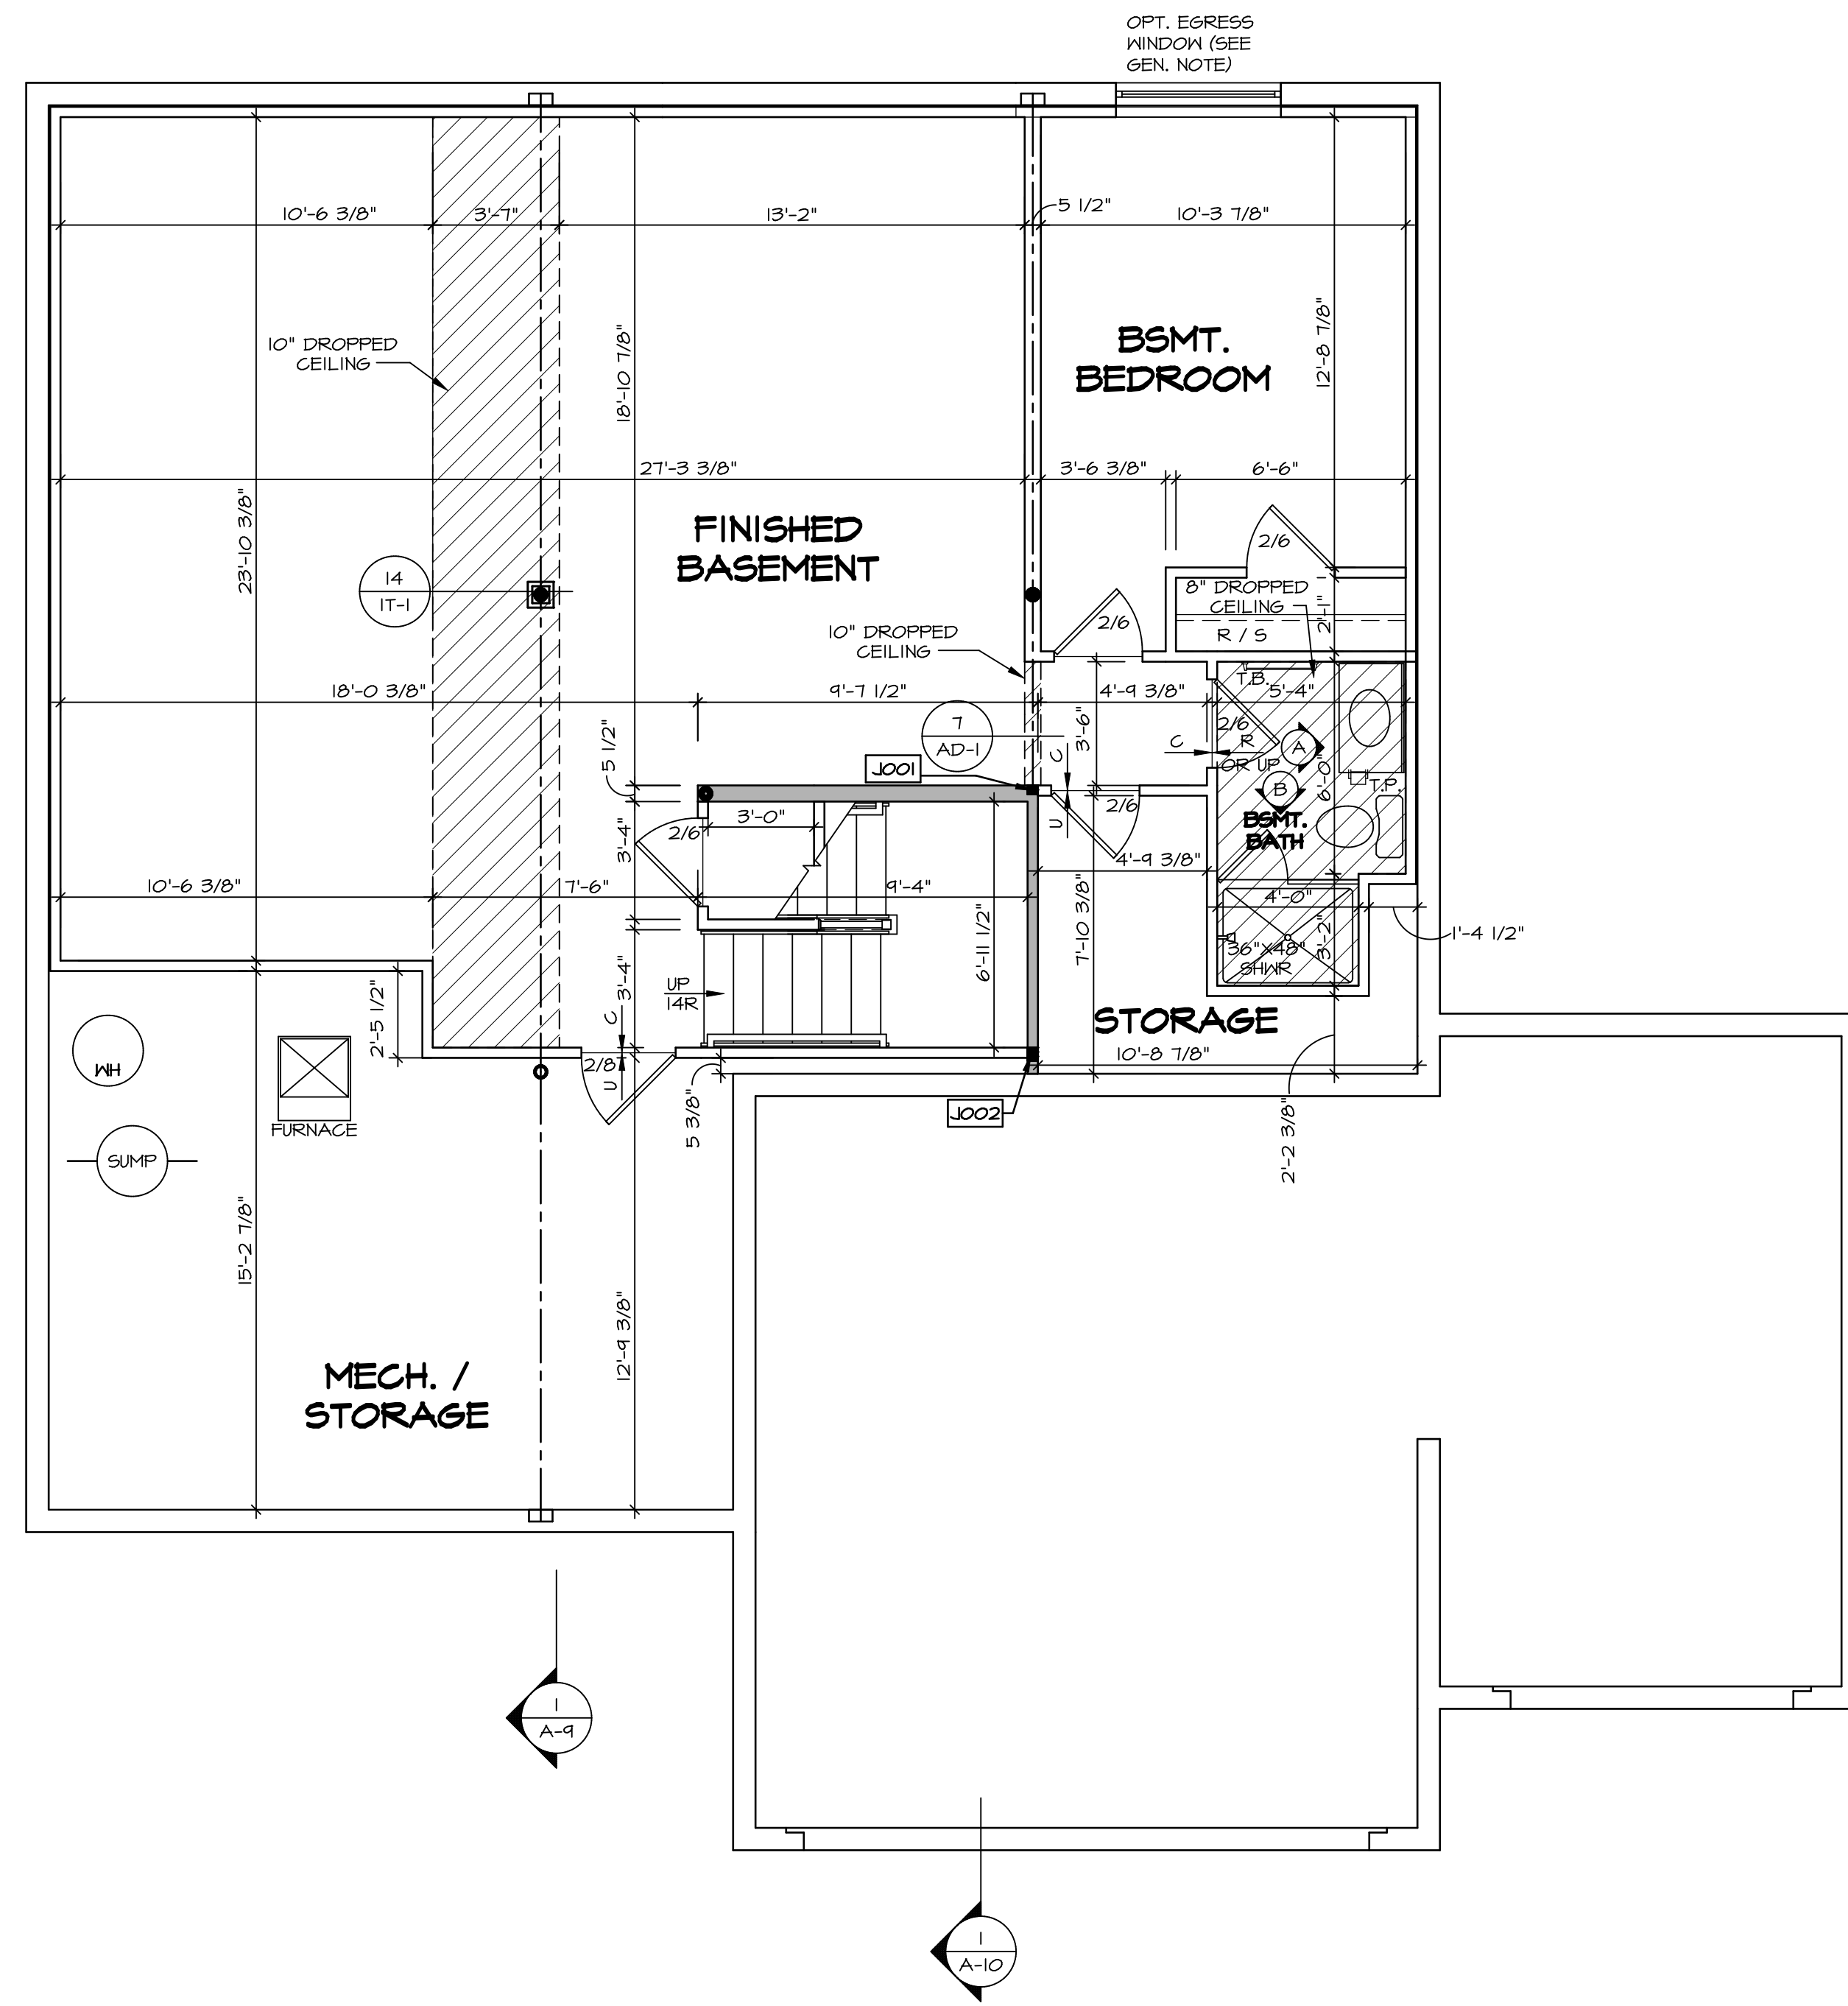 OPT. EGRESS
WINDOW (SEE
GEN. NOTE)
10'-6 3/8"
3'-7"
13'-2"
5 1/2"
10'-3 7/8"
10" DROPPED
CEILING
18'-10 7/8"
BSMT.
BEDROOM
12'-8 7/8"
27'-3 3/8"
3'-6 3/8"
6'-6"
23'-10 3/8"
FINISHED
BASEMENT
2/6
14
1T-1
8" DROPPED
CEILING
2'-1"
R / S
2/6
10" DROPPED
CEILING
T.B.
18'-0 3/8"
9'-7 1/2"
4'-9 3/8"
5'-4"
2/6
7
AD-1
3'-6"
C
C
R
OR UP
A
5 1/2"
J001
6'-0"
T.P.
B
2/6
U
3'-0"
2/6
3'-4"
BSMT.
BATH
4'-9 3/8"
10'-6 3/8"
7'-6"
9'-4"
4'-0"
1'-4 1/2"
6'-11 1/2"
7'-10 3/8"
36"X48"
SHWR
3'-2"
3'-4"
UP
14R
2'-5 1/2"
C
STORAGE
10'-8 7/8"
WH
2/8
U
5 3/8"
J002
2'-2 3/8"
FURNACE
SUMP
15'-2 7/8"
12'-9 3/8"
MECH. /
STORAGE
1
A-9
1
A-10